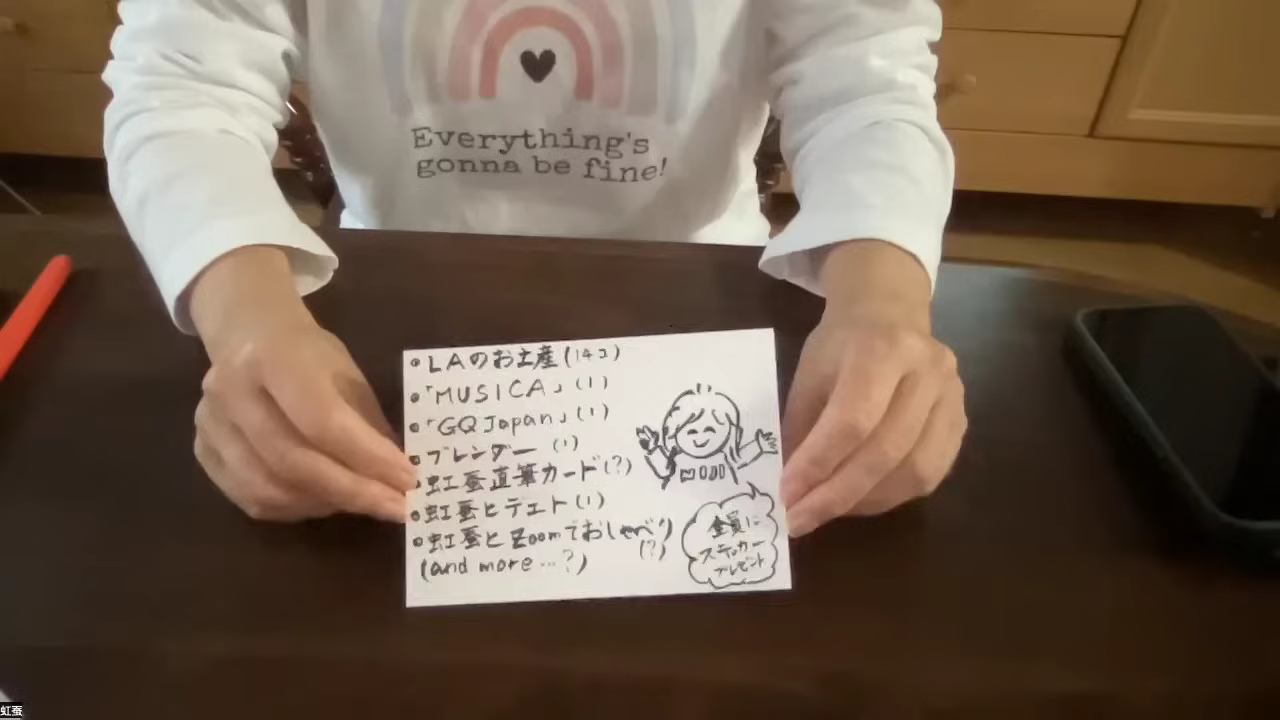 Everything's
gonna be fine!
• LAのお土産(14コ)
• 「MUSICA」(1)
• 「GQ Japan」(1)
• ブレンダー (1)
• 虹蚕直筆カード(?)
• 虹蚕とデュエト(1)
• 虹蚕とZoomでおしゃべり(?)
(and more…?)
全員に
ステッカー
プレゼント
虹蚕